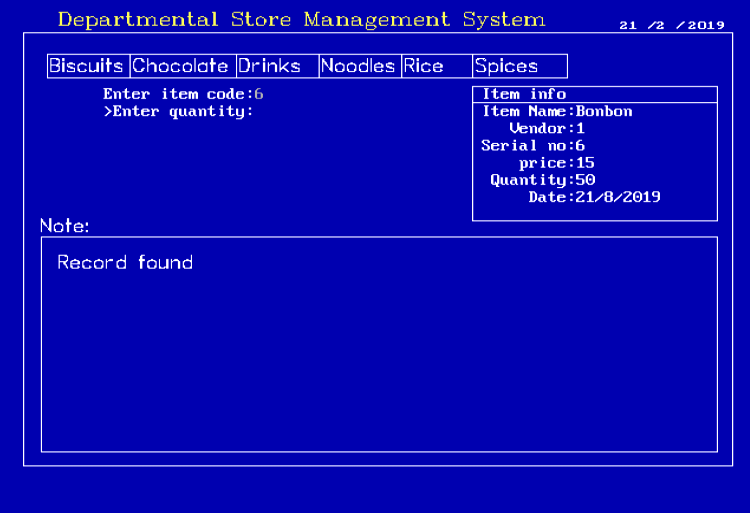 Departmental Store Management System
21 /2 /2019
Biscuits Chocolate Drinks Noodles Rice Spices
Enter item code:6
>Enter quantity:
Item info
Item Name:Bonbon
Vendor:1
Serial no:6
price:15
Quantity:50
Date:21/8/2019
Note:
Record found